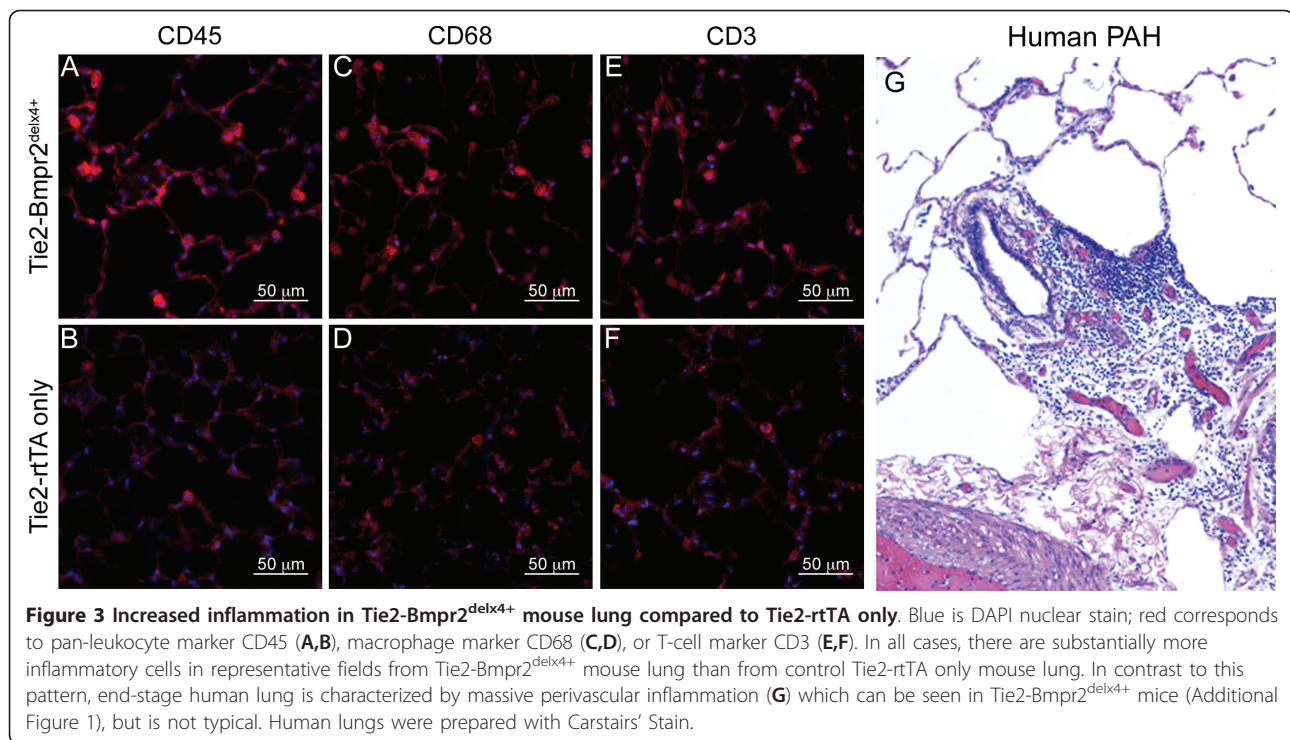 CD45 CD68 CD3 Human PAH
Tie2-Bmpr2delx4+
A C E G
50 μm 50 μm 50 μm
Tie2-rtTA only
B D F
50 μm 50 μm 50 μm
Figure 3 Increased inflammation in Tie2-Bmpr2delx4+ mouse lung compared to Tie2-rtTA only. Blue is DAPI nuclear stain; red corresponds
to pan-leukocyte marker CD45 (A,B), macrophage marker CD68 (C,D), or T-cell marker CD3 (E,F). In all cases, there are substantially more
inflammatory cells in representative fields from Tie2-Bmpr2delx4+ mouse lung than from control Tie2-rtTA only mouse lung. In contrast to this
pattern, end-stage human lung is characterized by massive perivascular inflammation (G) which can be seen in Tie2-Bmpr2delx4+ mice (Additional
Figure 1), but is not typical. Human lungs were prepared with Carstairs' Stain.